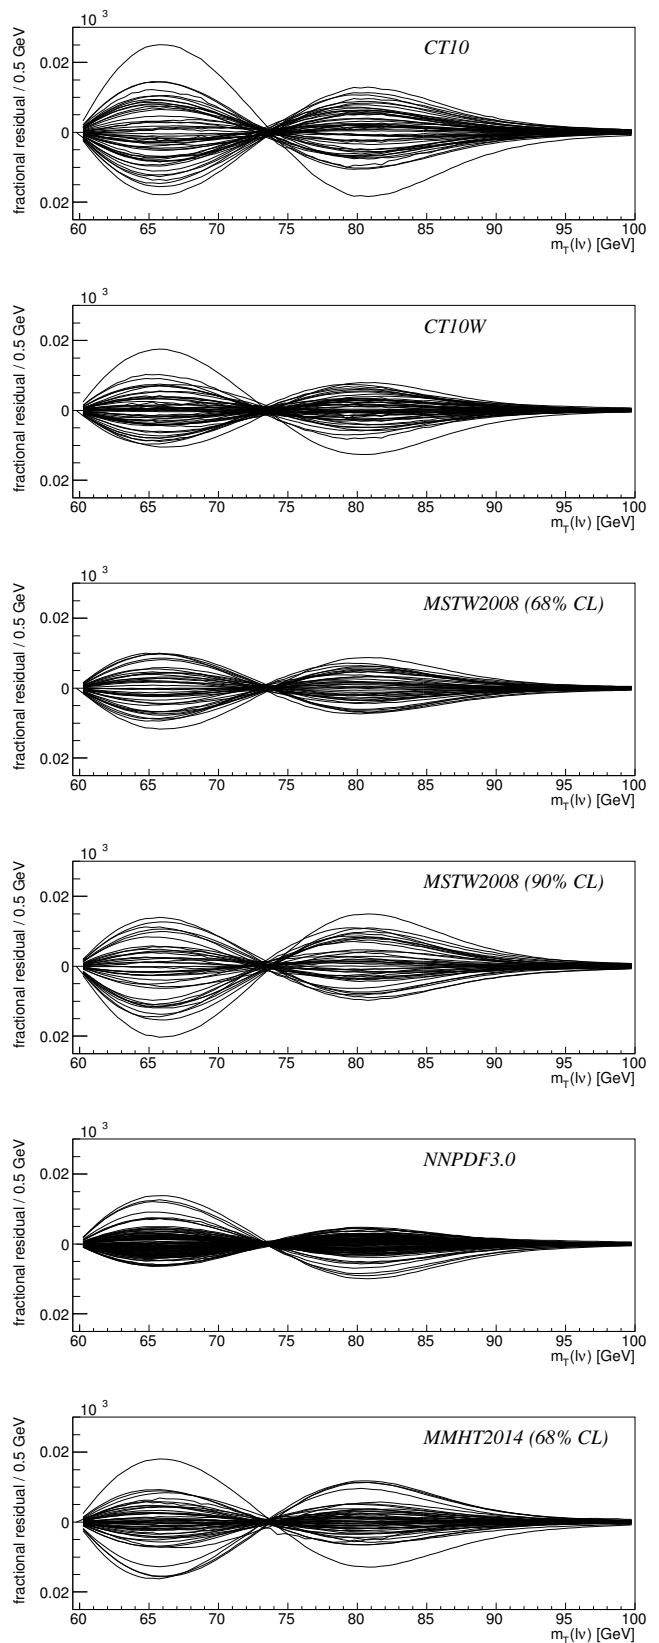 10 3
CT10
fractional residual / 0.5 GeV
0.02
0
0.02
60 65 70 75 80 85 90 95 100
m_T(lν) [GeV]
10 3
CT10W
fractional residual / 0.5 GeV
0.02
0
0.02
60 65 70 75 80 85 90 95 100
m_T(lν) [GeV]
10 3
MSTW2008 (68% CL)
fractional residual / 0.5 GeV
0.02
0
0.02
60 65 70 75 80 85 90 95 100
m_T(lν) [GeV]
10 3
MSTW2008 (90% CL)
fractional residual / 0.5 GeV
0.02
0
0.02
60 65 70 75 80 85 90 95 100
m_T(lν) [GeV]
10 3
NNPDF3.0
fractional residual / 0.5 GeV
0.02
0
0.02
60 65 70 75 80 85 90 95 100
m_T(lν) [GeV]
10 3
MMHT2014 (68% CL)
fractional residual / 0.5 GeV
0.02
0
0.02
60 65 70 75 80 85 90 95 100
m_T(lν) [GeV]